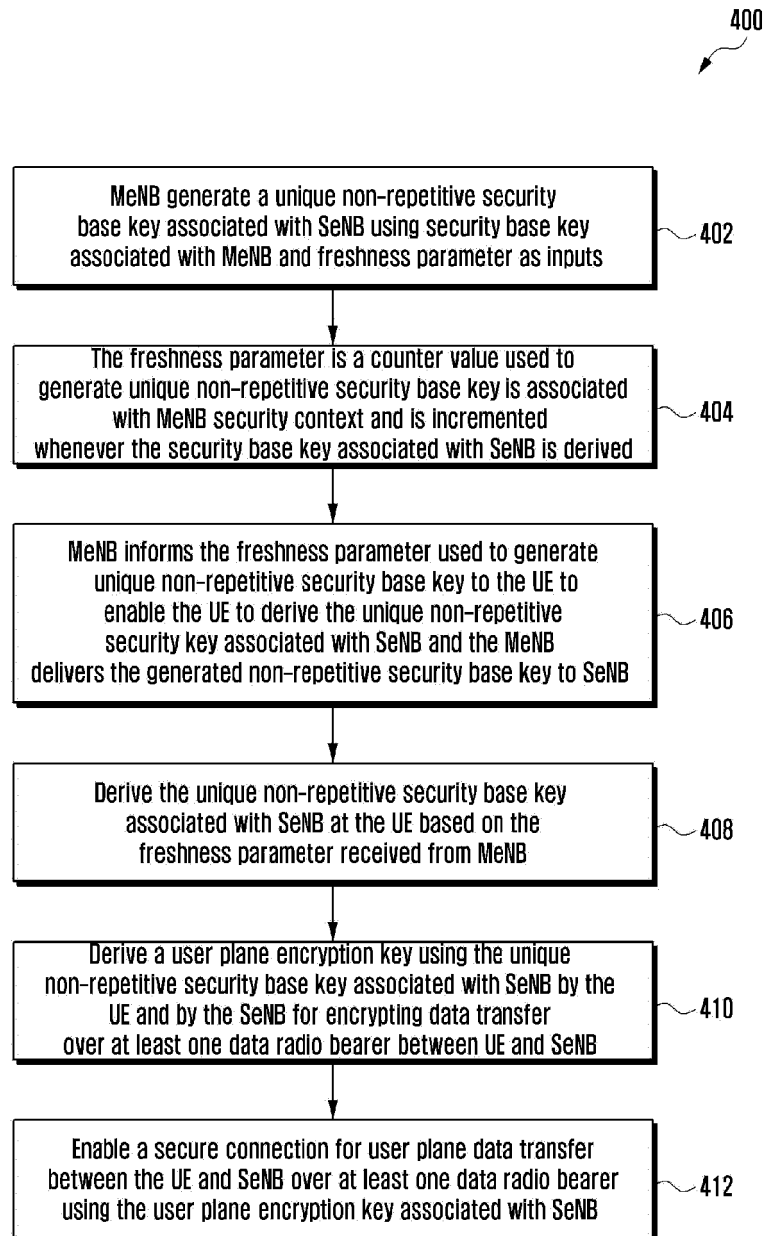 400
MeNB generate a unique non-repetitive security
base key associated with SeNB using security base key
associated with MeNB and freshness parameter as inputs
402
The freshness parameter is a counter value used to
generate unique non-repetitive security base key is associated
with MeNB security context and is incremented
whenever the security base key associated with SeNB is derived
404
MeNB informs the freshness parameter used to generate
unique non-repetitive security base key to the UE to
enable the UE to derive the unique non-repetitive
security key associated with SeNB and the MeNB
delivers the generated non-repetitive security base key to SeNB
406
Derive the unique non-repetitive security base key
associated with SeNB at the UE based on the
freshness parameter received from MeNB
408
Derive a user plane encryption key using the unique
non-repetitive security base key associated with SeNB by the
UE and by the SeNB for encrypting data transfer
over at least one data radio bearer between UE and SeNB
410
Enable a secure connection for user plane data transfer
between the UE and SeNB over at least one data radio bearer
using the user plane encryption key associated with SeNB
412